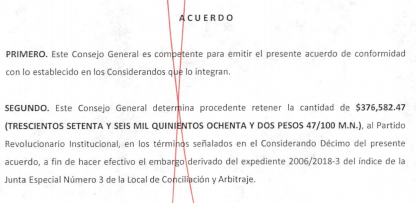 ACUERDO
PRIMERO. Este Consejo General es competente para emitir el presente acuerdo de conformidad
con lo establecido en los Considerandos que lo integran.
SEGUNDO. Este Consejo General determina procedente retener la cantidad de $376,582.47
(TRESCIENTOS SETENTA Y SEIS MIL QUINIENTOS OCHENTA Y DOS PESOS 47/100 M.N.), al Partido
Revolucionario Institucional, en los términos señalados en el Considerando Décimo del presente
acuerdo, a fin de hacer efectivo el embargo derivado del expediente 2006/2018-3 del índice de la
Junta Especial Número 3 de la Local de Conciliación y Arbitraje.